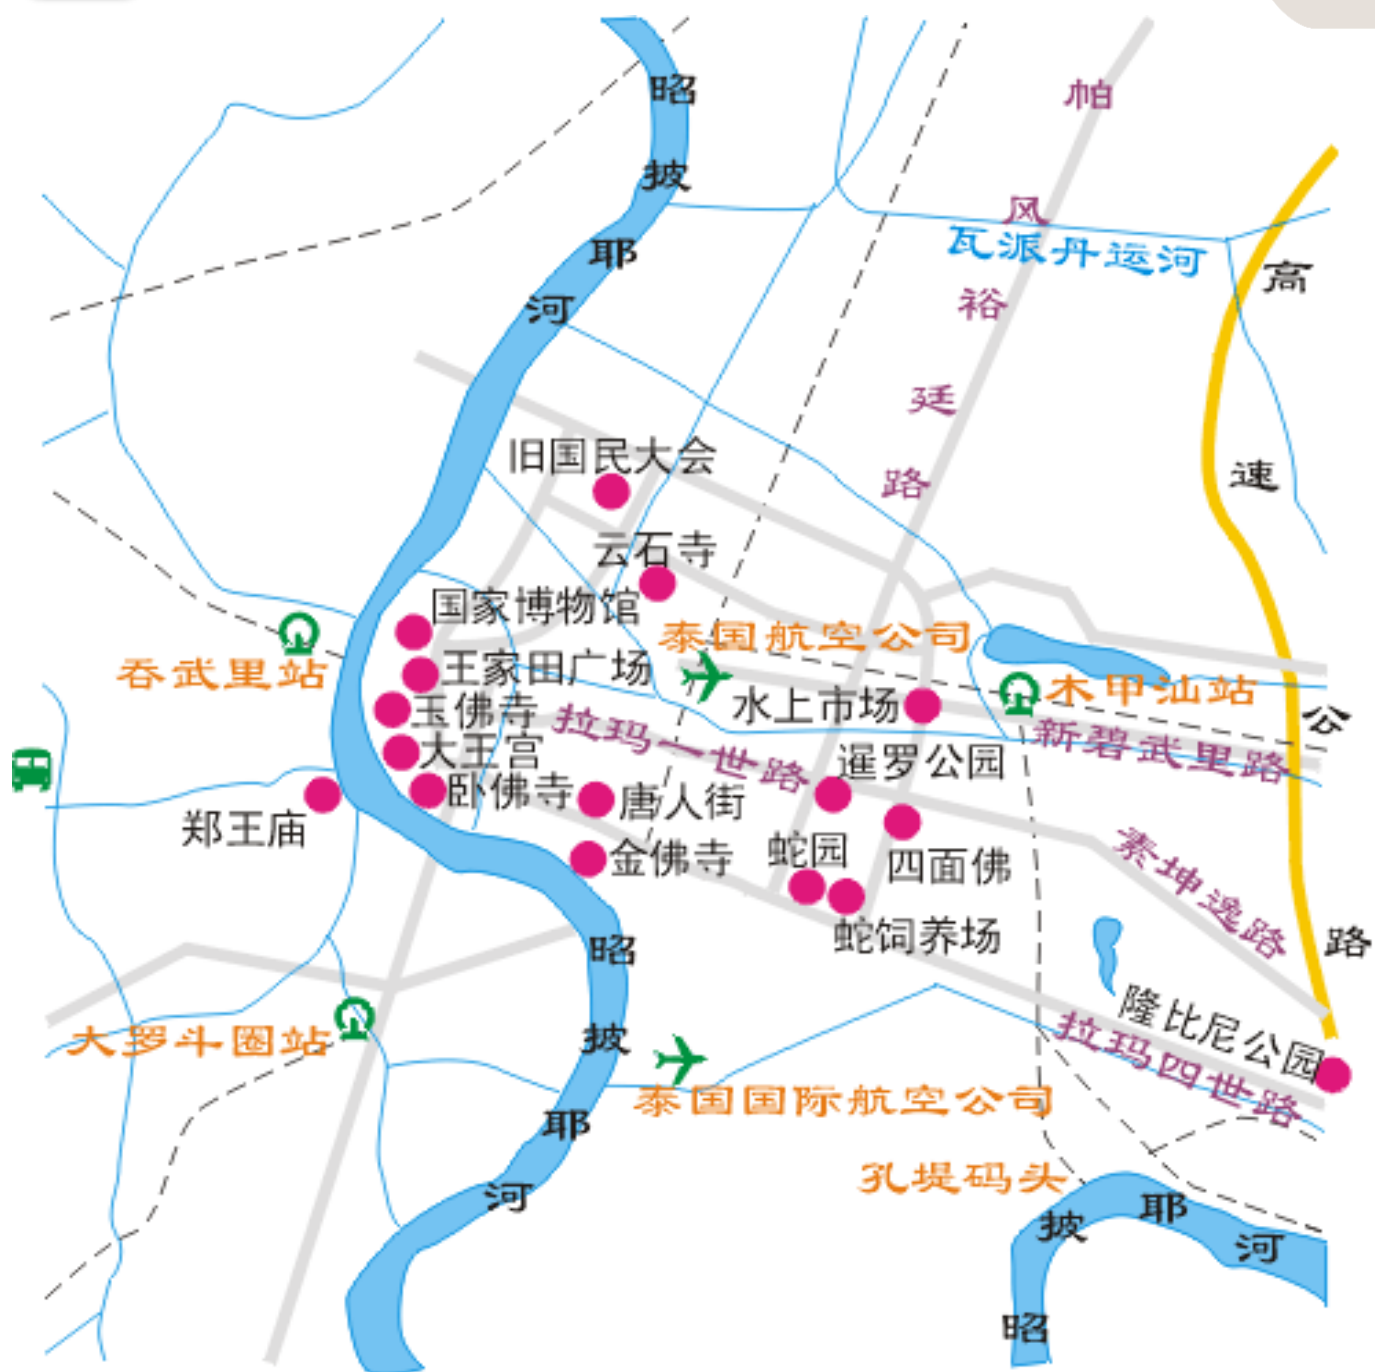 昭披耶河
帕风裕廷路
瓦派丹运河
高速公路
旧国民大会
云石寺
国家博物馆
泰国航空公司
王家田广场
吞武里站
木甲汕站
玉佛寺
水上市场
拉玛一世路
新碧武里路
大王宫
暹罗公园
卧佛寺
唐人街
郑王庙
金佛寺
蛇园
四面佛
素坤逸路
蛇饲养场
昭披耶河
隆比尼公园
大罗斗圈站
拉玛四世路
泰国国际航空公司
孔堤码头
昭披耶河